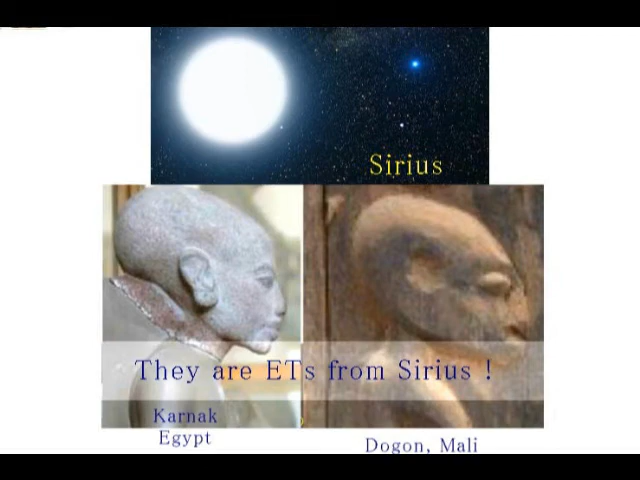 Sirius
They are ETs from Sirius !
Karnak
Egypt
Dogon, Mali